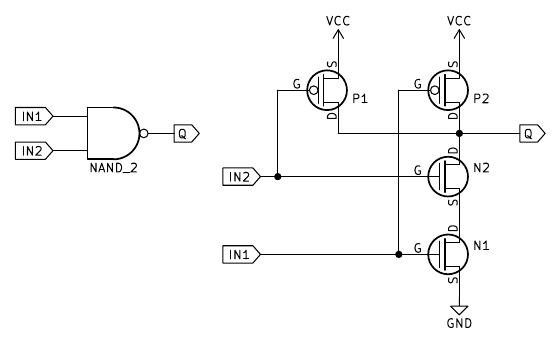 VCC VCC
S S
G G
P1 P2
IN1
D D
Q Q
IN2
D
NAND_2
N2
IN2 G
S
D
N1
IN1 G
S
GND